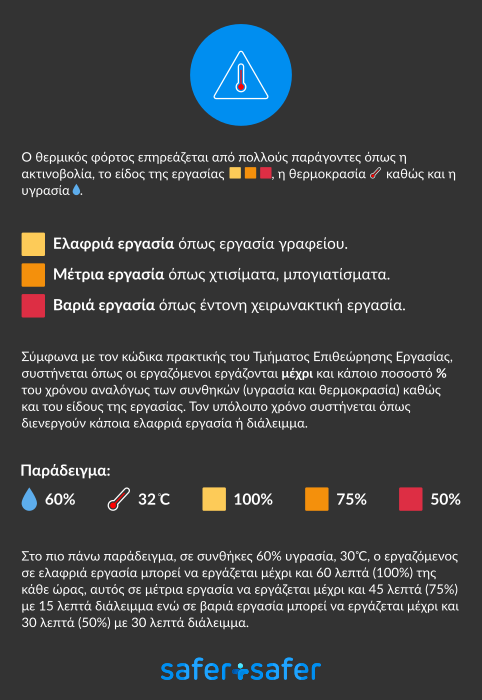 Ο θερμικός φόρτος επηρεάζεται από πολλούς παράγοντες όπως η
ακτινοβολία, το είδος της εργασίας , η θερμοκρασία καθώς και η
υγρασία .
Ελαφριά εργασία όπως εργασία γραφείου.
Μέτρια εργασία όπως χτισίματα, μπογιατίσματα.
Βαριά εργασία όπως έντονη χειρωνακτική εργασία.
Σύμφωνα με τον κώδικα πρακτικής του Τμήματος Επιθεώρησης Εργασίας,
συστήνεται όπως οι εργαζόμενοι εργάζονται μέχρι και κάποιο ποσοστό %
του χρόνου αναλόγως των συνθηκών (υγρασία και θερμοκρασία) καθώς
και του είδους της εργασίας. Τον υπόλοιπο χρόνο συστήνεται όπως
διενεργούν κάποια ελαφριά εργασία ή διάλειμμα.
Παράδειγμα:
60% 32℃ 100% 75% 50%
Στο πιο πάνω παράδειγμα, σε συνθήκες 60% υγρασία, 30℃, ο εργαζόμενος
σε ελαφριά εργασία μπορεί να εργάζεται μέχρι και 60 λεπτά (100%) της
κάθε ώρας, αυτός σε μέτρια εργασία να εργάζεται μέχρι και 45 λεπτά (75%)
με 15 λεπτά διάλειμμα ενώ σε βαριά εργασία μπορεί να εργάζεται μέχρι και
30 λεπτά (50%) με 30 λεπτά διάλειμμα.
safer+safer